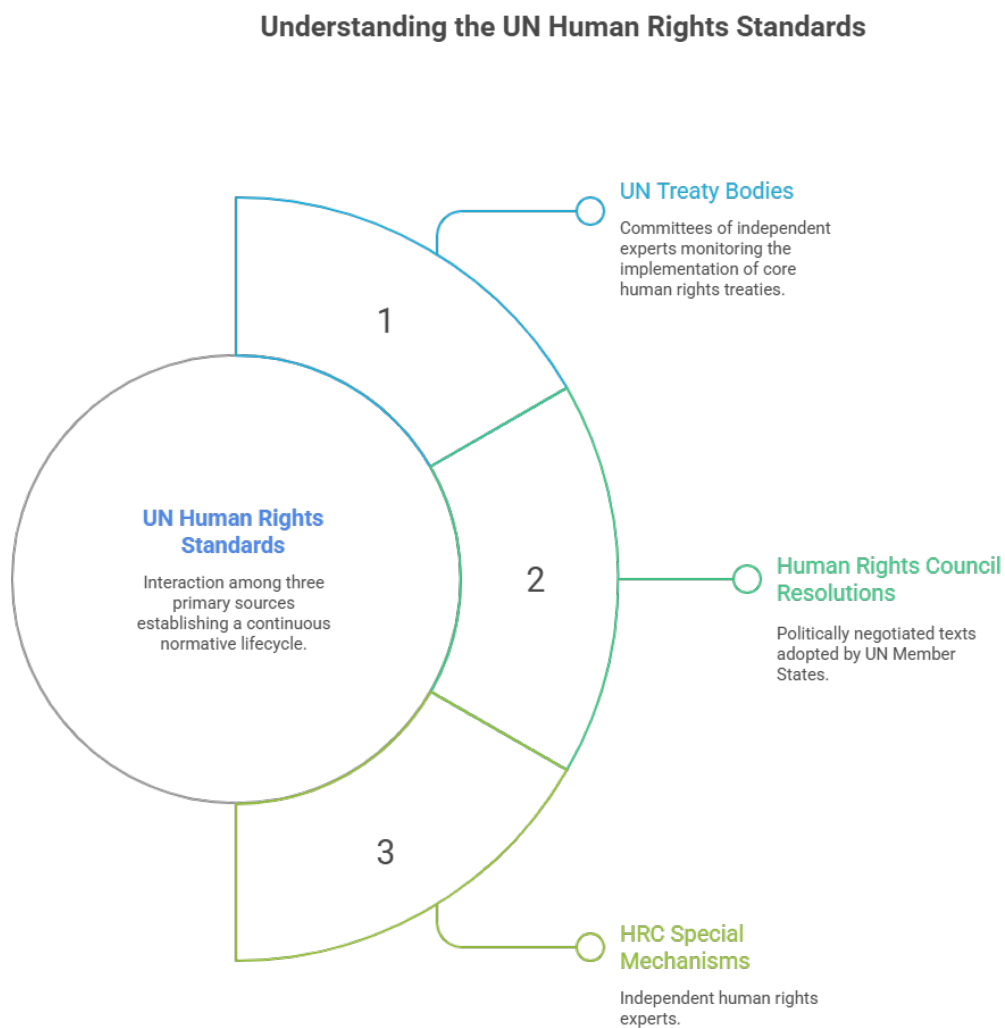 Understanding the UN Human Rights Standards
UN Treaty Bodies
Committees of independent
experts monitoring the
implementation of core
human rights treaties.
1
UN Human Rights
Standards
Interaction among three
primary sources
establishing a continuous
normative lifecycle.
2
Human Rights Council
Resolutions
Politically negotiated texts
adopted by UN Member
States.
3
HRC Special
Mechanisms
Independent human rights
experts.